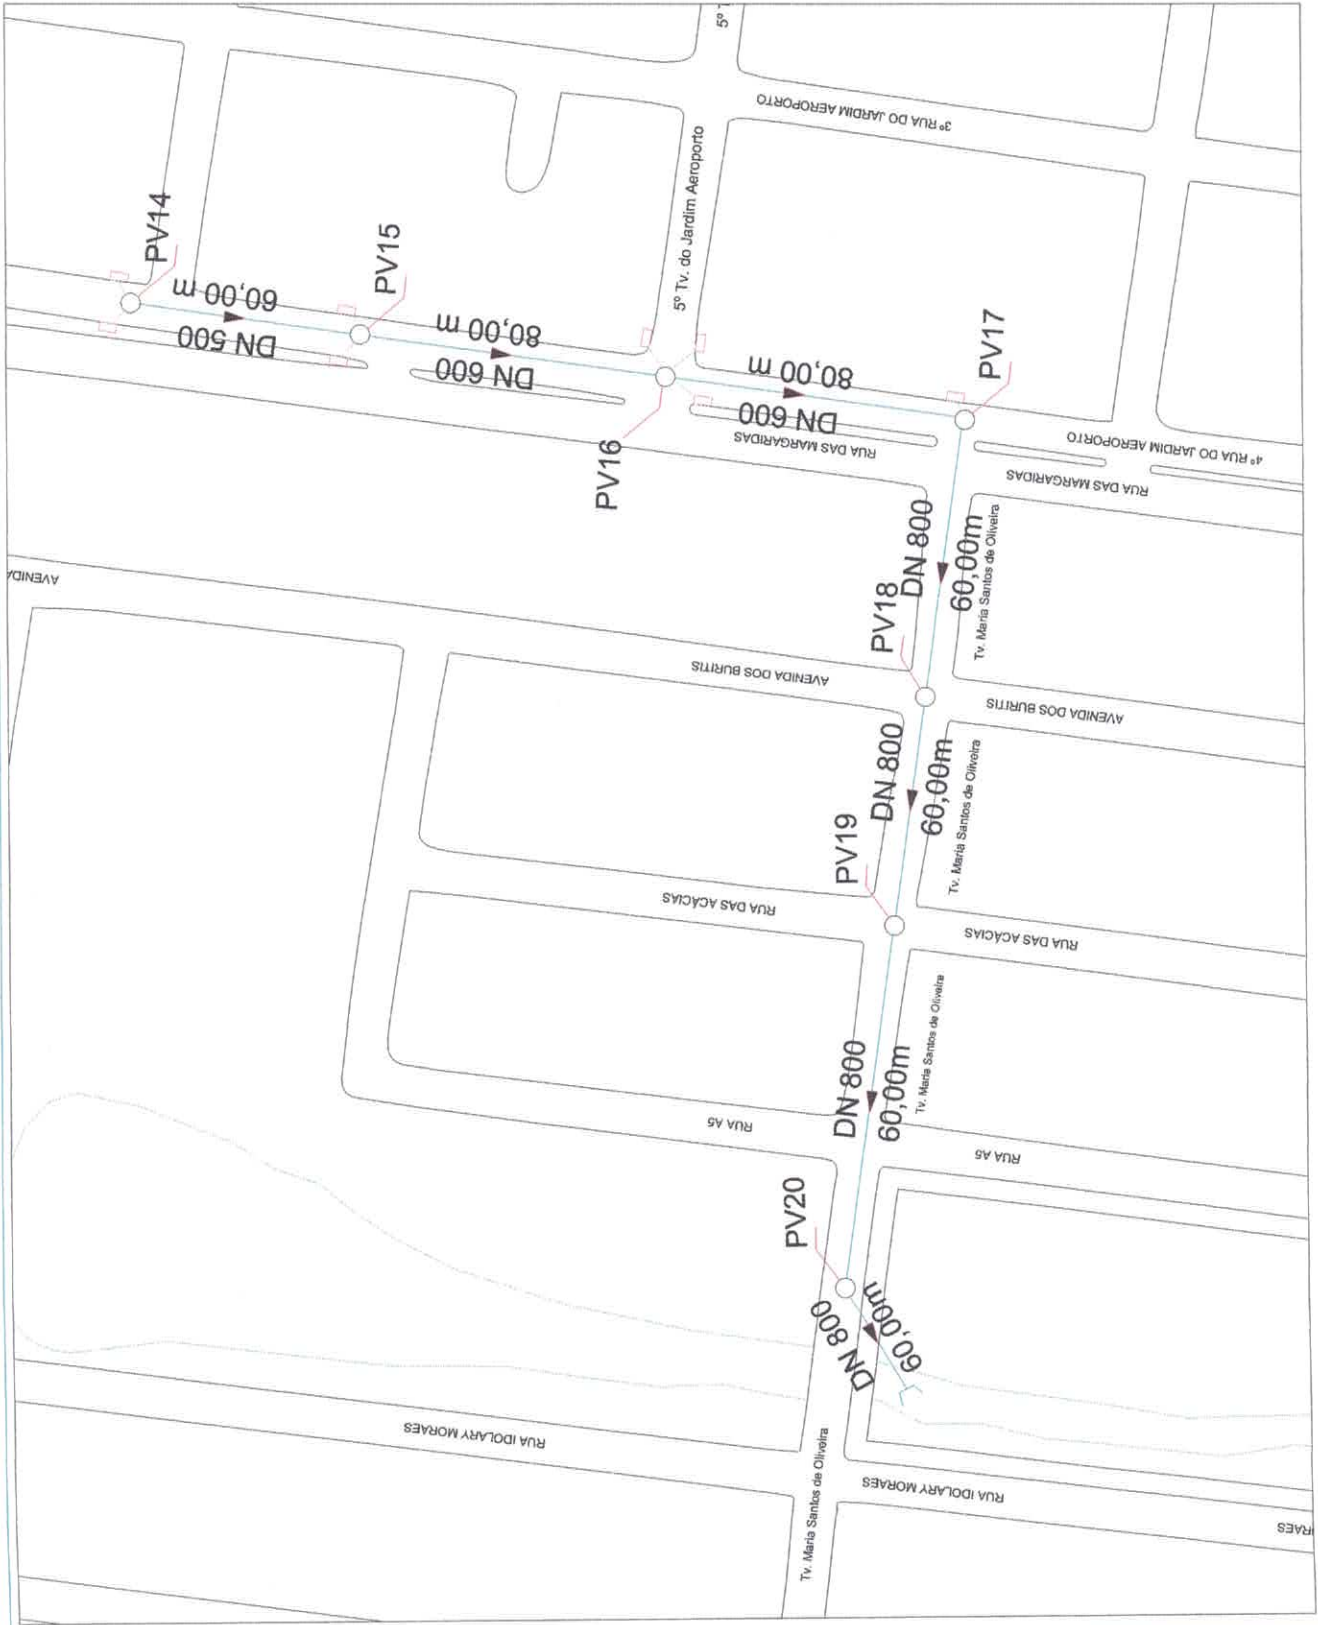 5º T
3ª RUA DO JARDIM AEROPORTO
PV14
60,00 m
DN 500
PV15
80,00 m
DN 600
5º Tv. do Jardim Aeroporto
PV16
80,00 m
DN 600
RUA DAS MARGARIDAS
PV17
4ª RUA DO JARDIM AEROPORTO
RUA DAS MARGARIDAS
DN 800
60,00m
Tv. Maria Santos de Oliveira
PV18
AVENIDA
AVENIDA DOS BURITIS
AVENIDA DOS BURITIS
DN 800
60,00m
Tv. Maria Santos de Oliveira
PV19
RUA DAS ACÁCIAS
RUA DAS ACÁCIAS
DN 800
60,00m
Tv. Maria Santos de Oliveira
RUA A5
RUA A5
PV20
DN 800
60,00m
RUA IDOLARY MORAES
Tv. Maria Santos de Oliveira
RUA IDOLARY MORAES
RAES